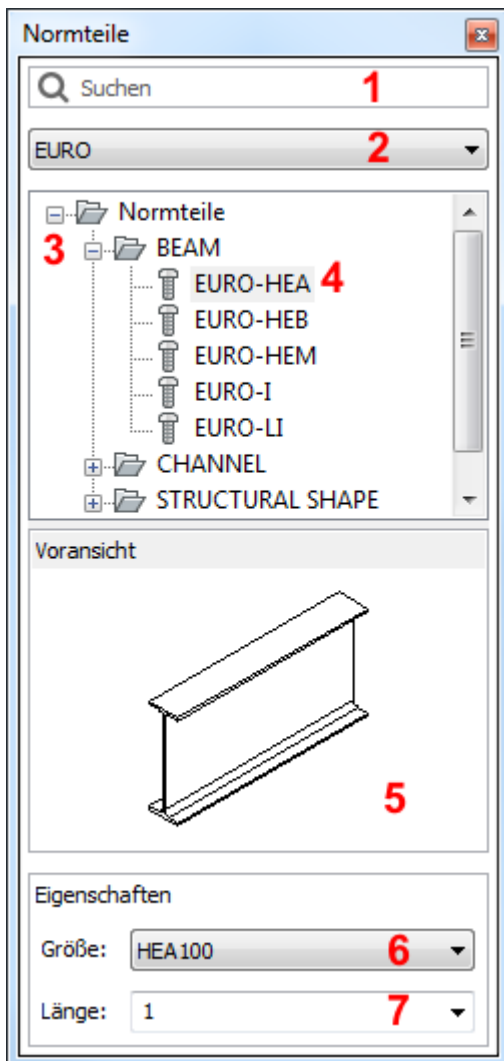 Normteile
Suchen 1
EURO 2
Normteile
3 BEAM
EURO-HEA 4
EURO-HEB
EURO-HEM
EURO-I
EURO-LI
CHANNEL
STRUCTURAL SHAPE
Voransicht
5
Eigenschaften
Größe: HEA100 6
Länge: 1 7